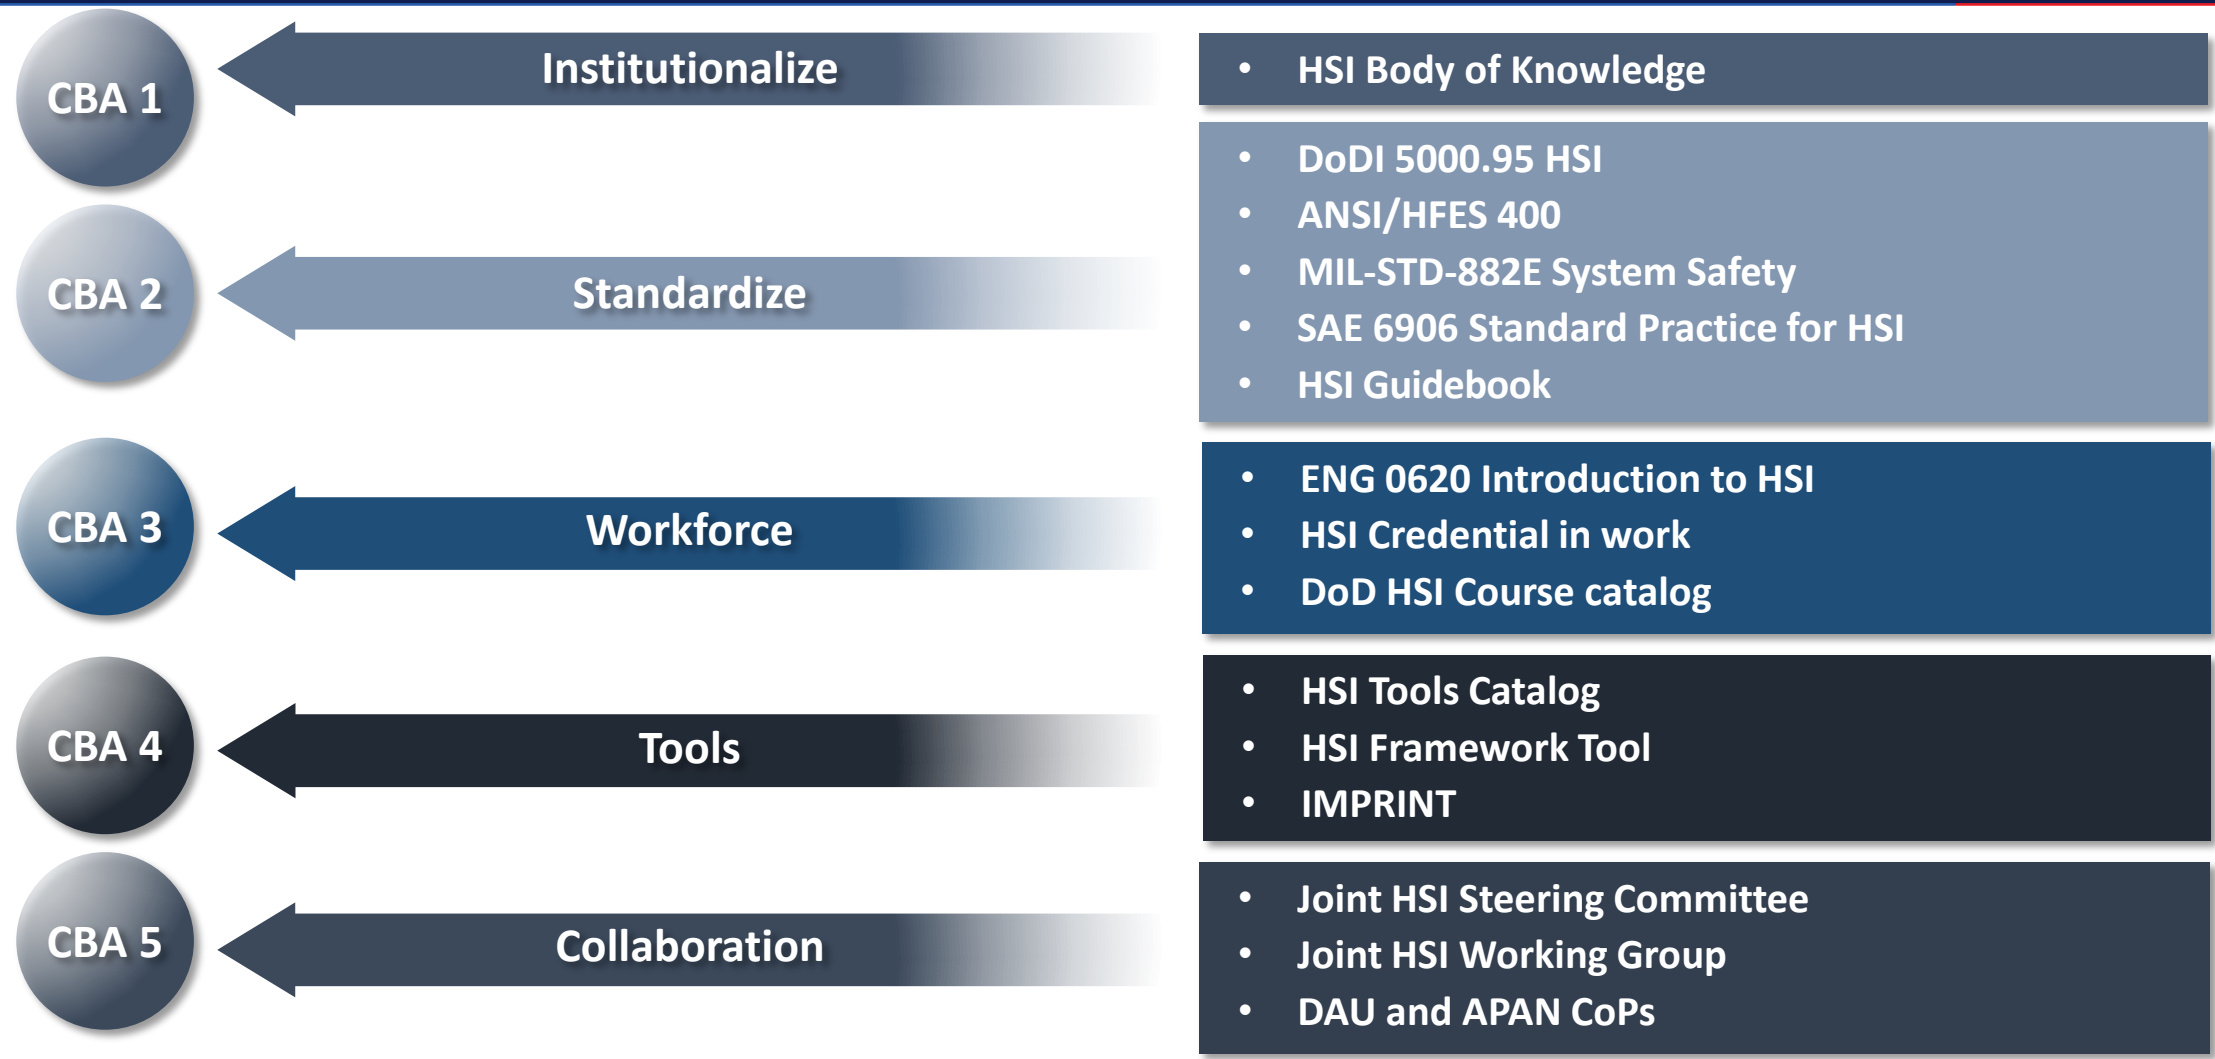 CBA 1
Institutionalize
• HSI Body of Knowledge
CBA 2
Standardize
• DoDI 5000.95 HSI
• ANSI/HFES 400
• MIL-STD-882E System Safety
• SAE 6906 Standard Practice for HSI
• HSI Guidebook
CBA 3
Workforce
• ENG 0620 Introduction to HSI
• HSI Credential in work
• DoD HSI Course catalog
CBA 4
Tools
• HSI Tools Catalog
• HSI Framework Tool
• IMPRINT
CBA 5
Collaboration
• Joint HSI Steering Committee
• Joint HSI Working Group
• DAU and APAN CoPs